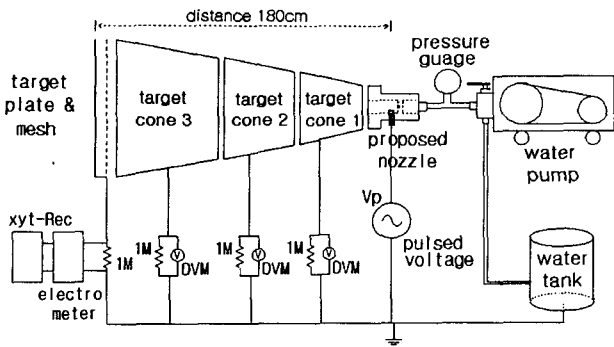 distance 180cm
target
plate &
mesh
target
cone 3
target
cone 2
target
cone 1
proposed
nozzle
pressure
guage
water
pump
Vp
pulsed
voltage
water
tank
xyt-Rec
electro
meter
1M
1M
V
DVM
1M
V
DVM
1M
V
DVM